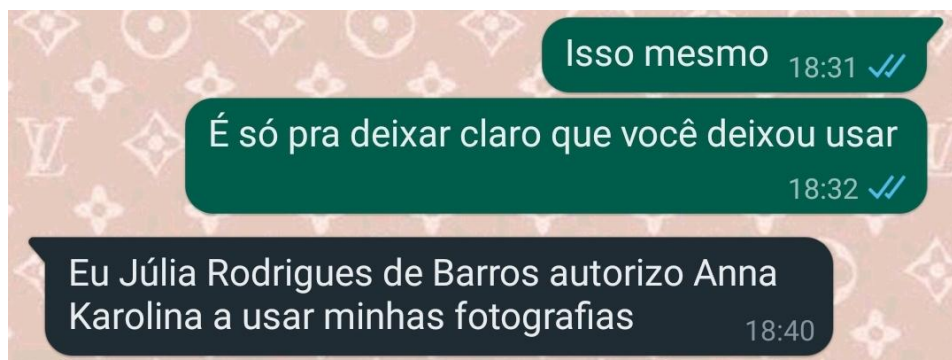 Isso mesmo 18:31
É só pra deixar claro que você deixou usar
18:32
Eu Júlia Rodrigues de Barros autorizo Anna
Karolina a usar minhas fotografias 18:40